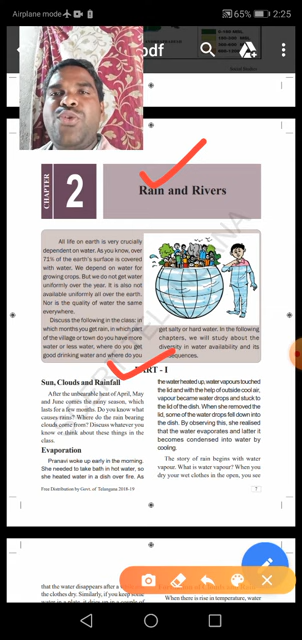 Airplane mode
65% 2:25
pdf
Social Studies
CHAPTER
2
Rain and Rivers
All life on earth is very crucially
dependent on water. As you know, over
71% of the earth's surface is covered
with water. We depend on water for
growing crops. But we do not get water
uniformly over the year. It is also not
available uniformly all over the earth.
Nor is the quality of water the same
everywhere.
Discuss the following in the class: in
which months you get rain, in which part
of the village or town do you have more
water or less water, where do you get
good drinking water and where do you
get salty or hard water. In the following
chapters, we will study about the
diversity in water availability and its
PART - I
Sun, Clouds and Rainfall
After the unbearable heat of April, May
and June comes the rainy season, which
lasts for a few months. Do you know what
causes rains? Where do the rain bearing
clouds come from? Discuss whatever you
know or think about these things in the
class.
Evaporation
Pranavi woke up early in the morning.
She needed to take bath in hot water, so
she heated water in a dish over fire. As
the water heated up, water vapours touched
the lid and with the help of outside cool air,
vapour became water drops and stuck to
the lid of the dish. When she removed the
lid, some of the water drops fell down into
the dish. By observing this, she realised
that the water evaporates and latter it
becomes condensed into water by
cooling.
The story of rain begins with water
vapour. What is water vapour? When you
dry your wet clothes in the open, you see
Free Distribution by Govt. of Telangana 2018-19
7
that the water disappears after a
the clothes dry. Similarly, if you keep some
When there is rise in temperature, water